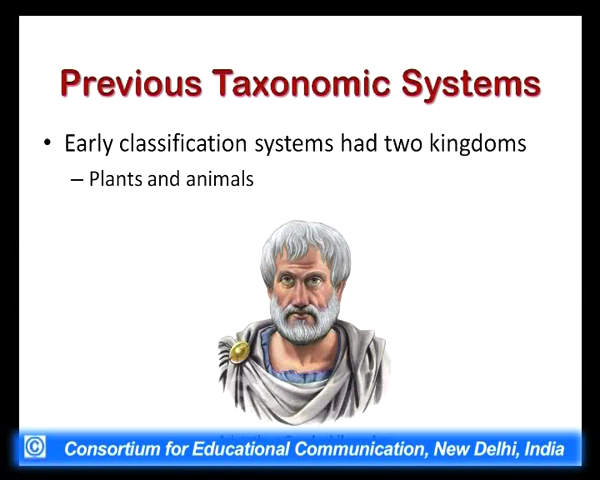 Previous Taxonomic Systems
• Early classification systems had two kingdoms
– Plants and animals
© Consortium for Educational Communication, New Delhi, India